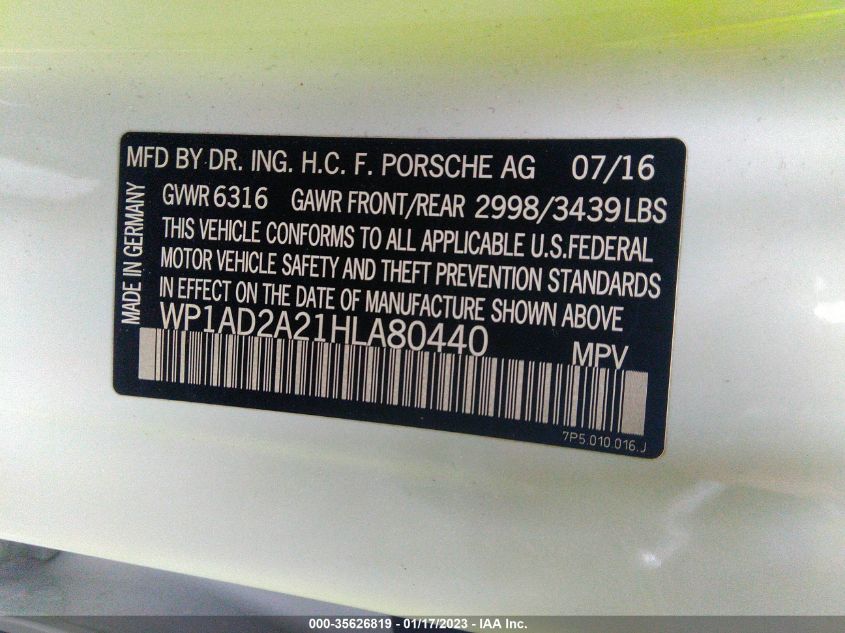 MFD BY DR. ING. H.C. F. PORSCHE AG 07/16
GVWR 6316 GAWR FRONT/REAR 2998/3439 LBS
THIS VEHICLE CONFORMS TO ALL APPLICABLE U.S. FEDERAL
MOTOR VEHICLE SAFETY AND THEFT PREVENTION STANDARDS
IN EFFECT ON THE DATE OF MANUFACTURE SHOWN ABOVE
MADE IN GERMANY
WP1AD2A21HLA80440
MPV
7P5.010.016.J
000-35626819 - 01/17/2023 - IAA Inc.